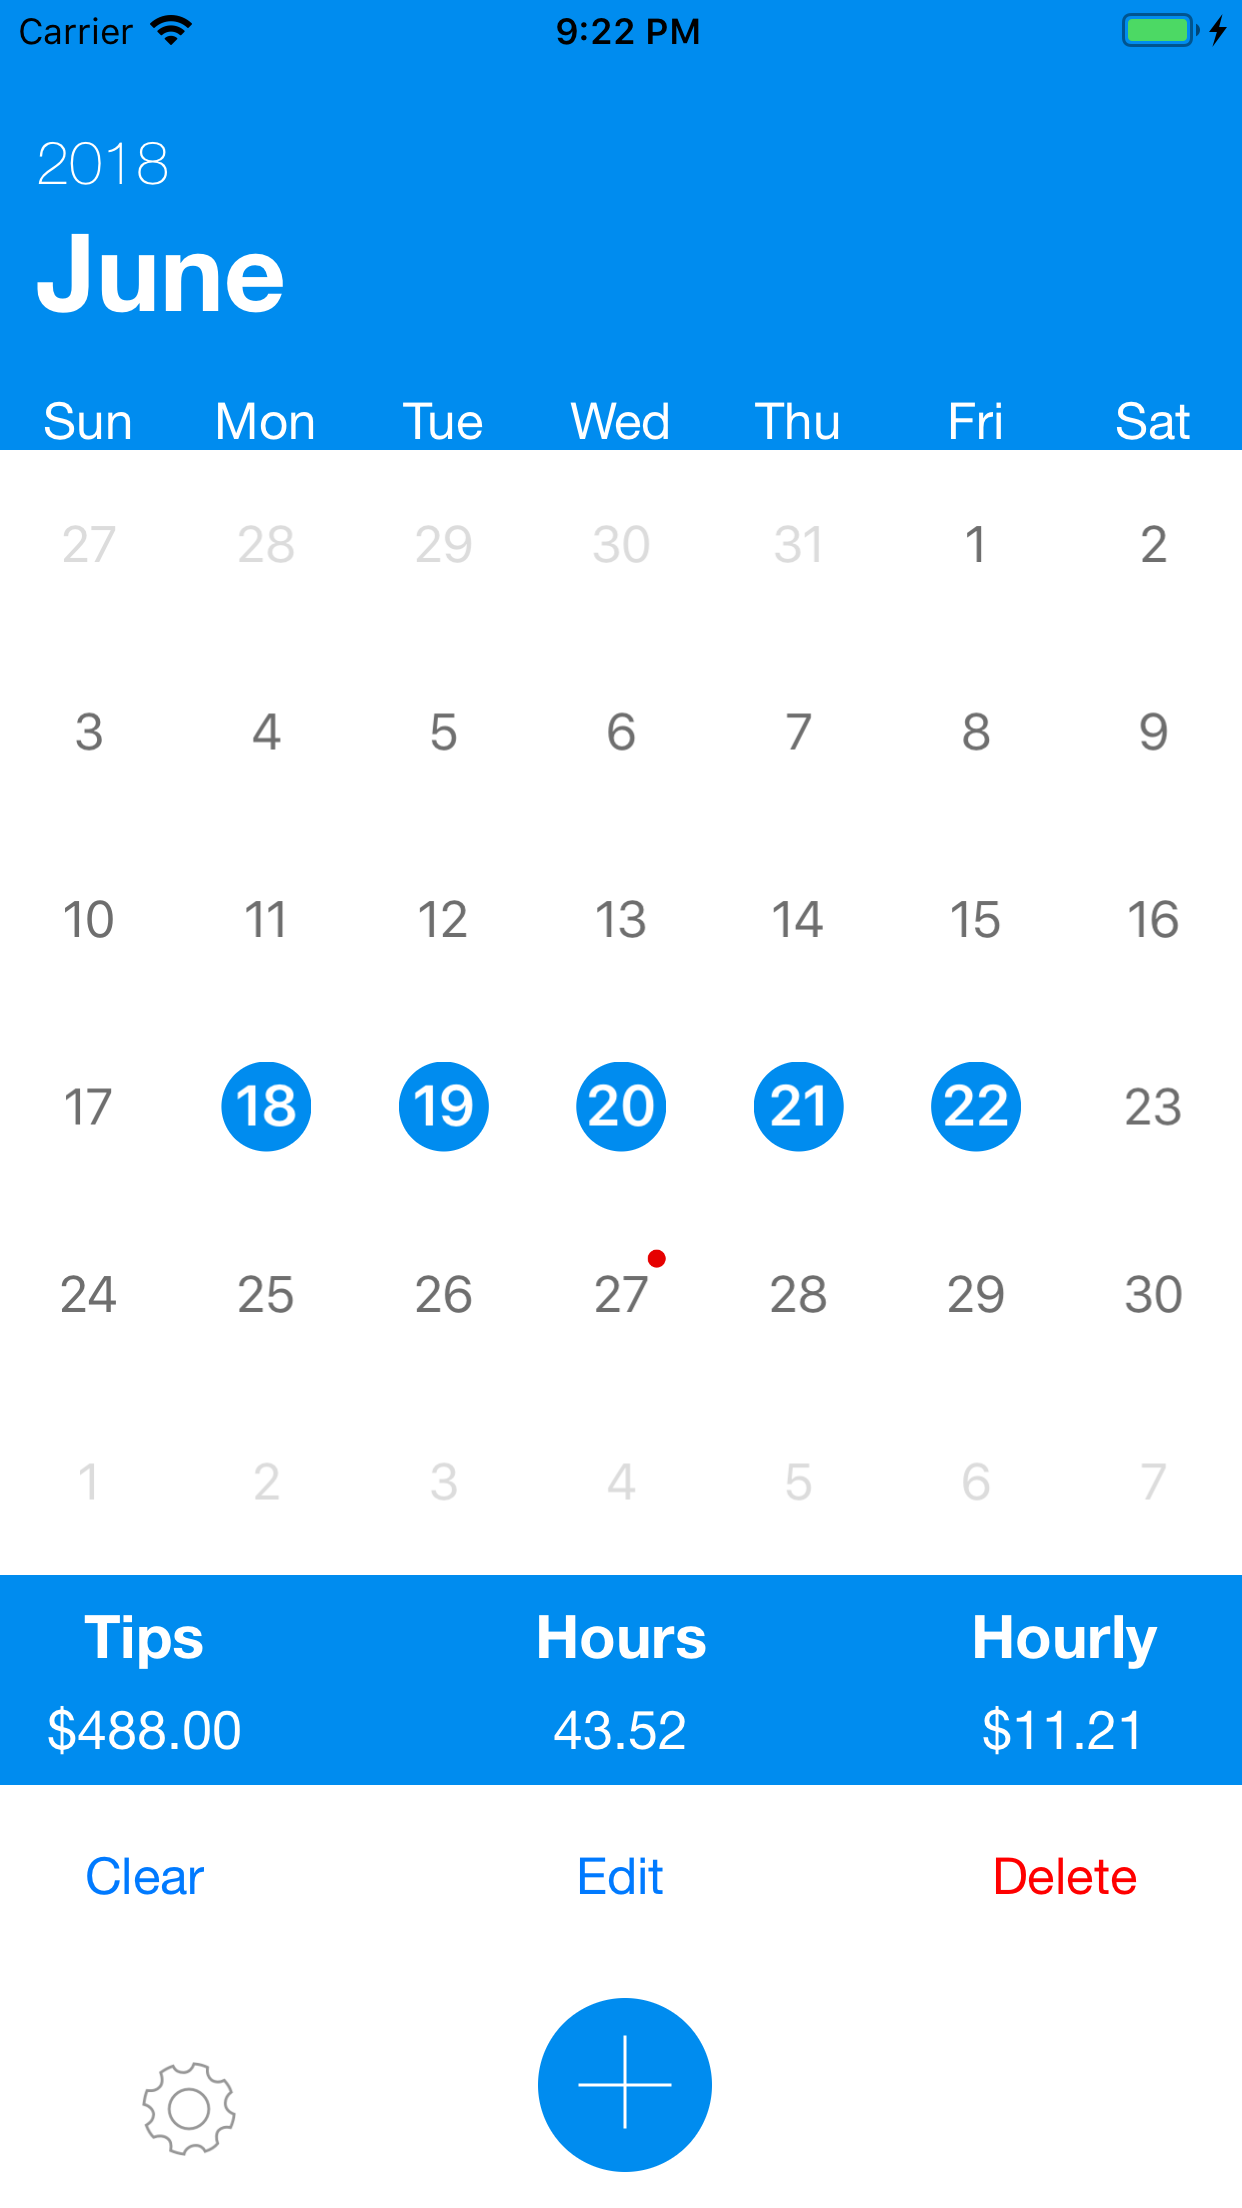 Carrier 9:22 PM
2018
June
Sun Mon Tue Wed Thu Fri Sat
27 28 29 30 31 1 2
3 4 5 6 7 8 9
10 11 12 13 14 15 16
17 18 19 20 21 22 23
24 25 26 27 28 29 30
1 2 3 4 5 6 7
Tips Hours Hourly
$488.00 43.52 $11.21
Clear Edit Delete